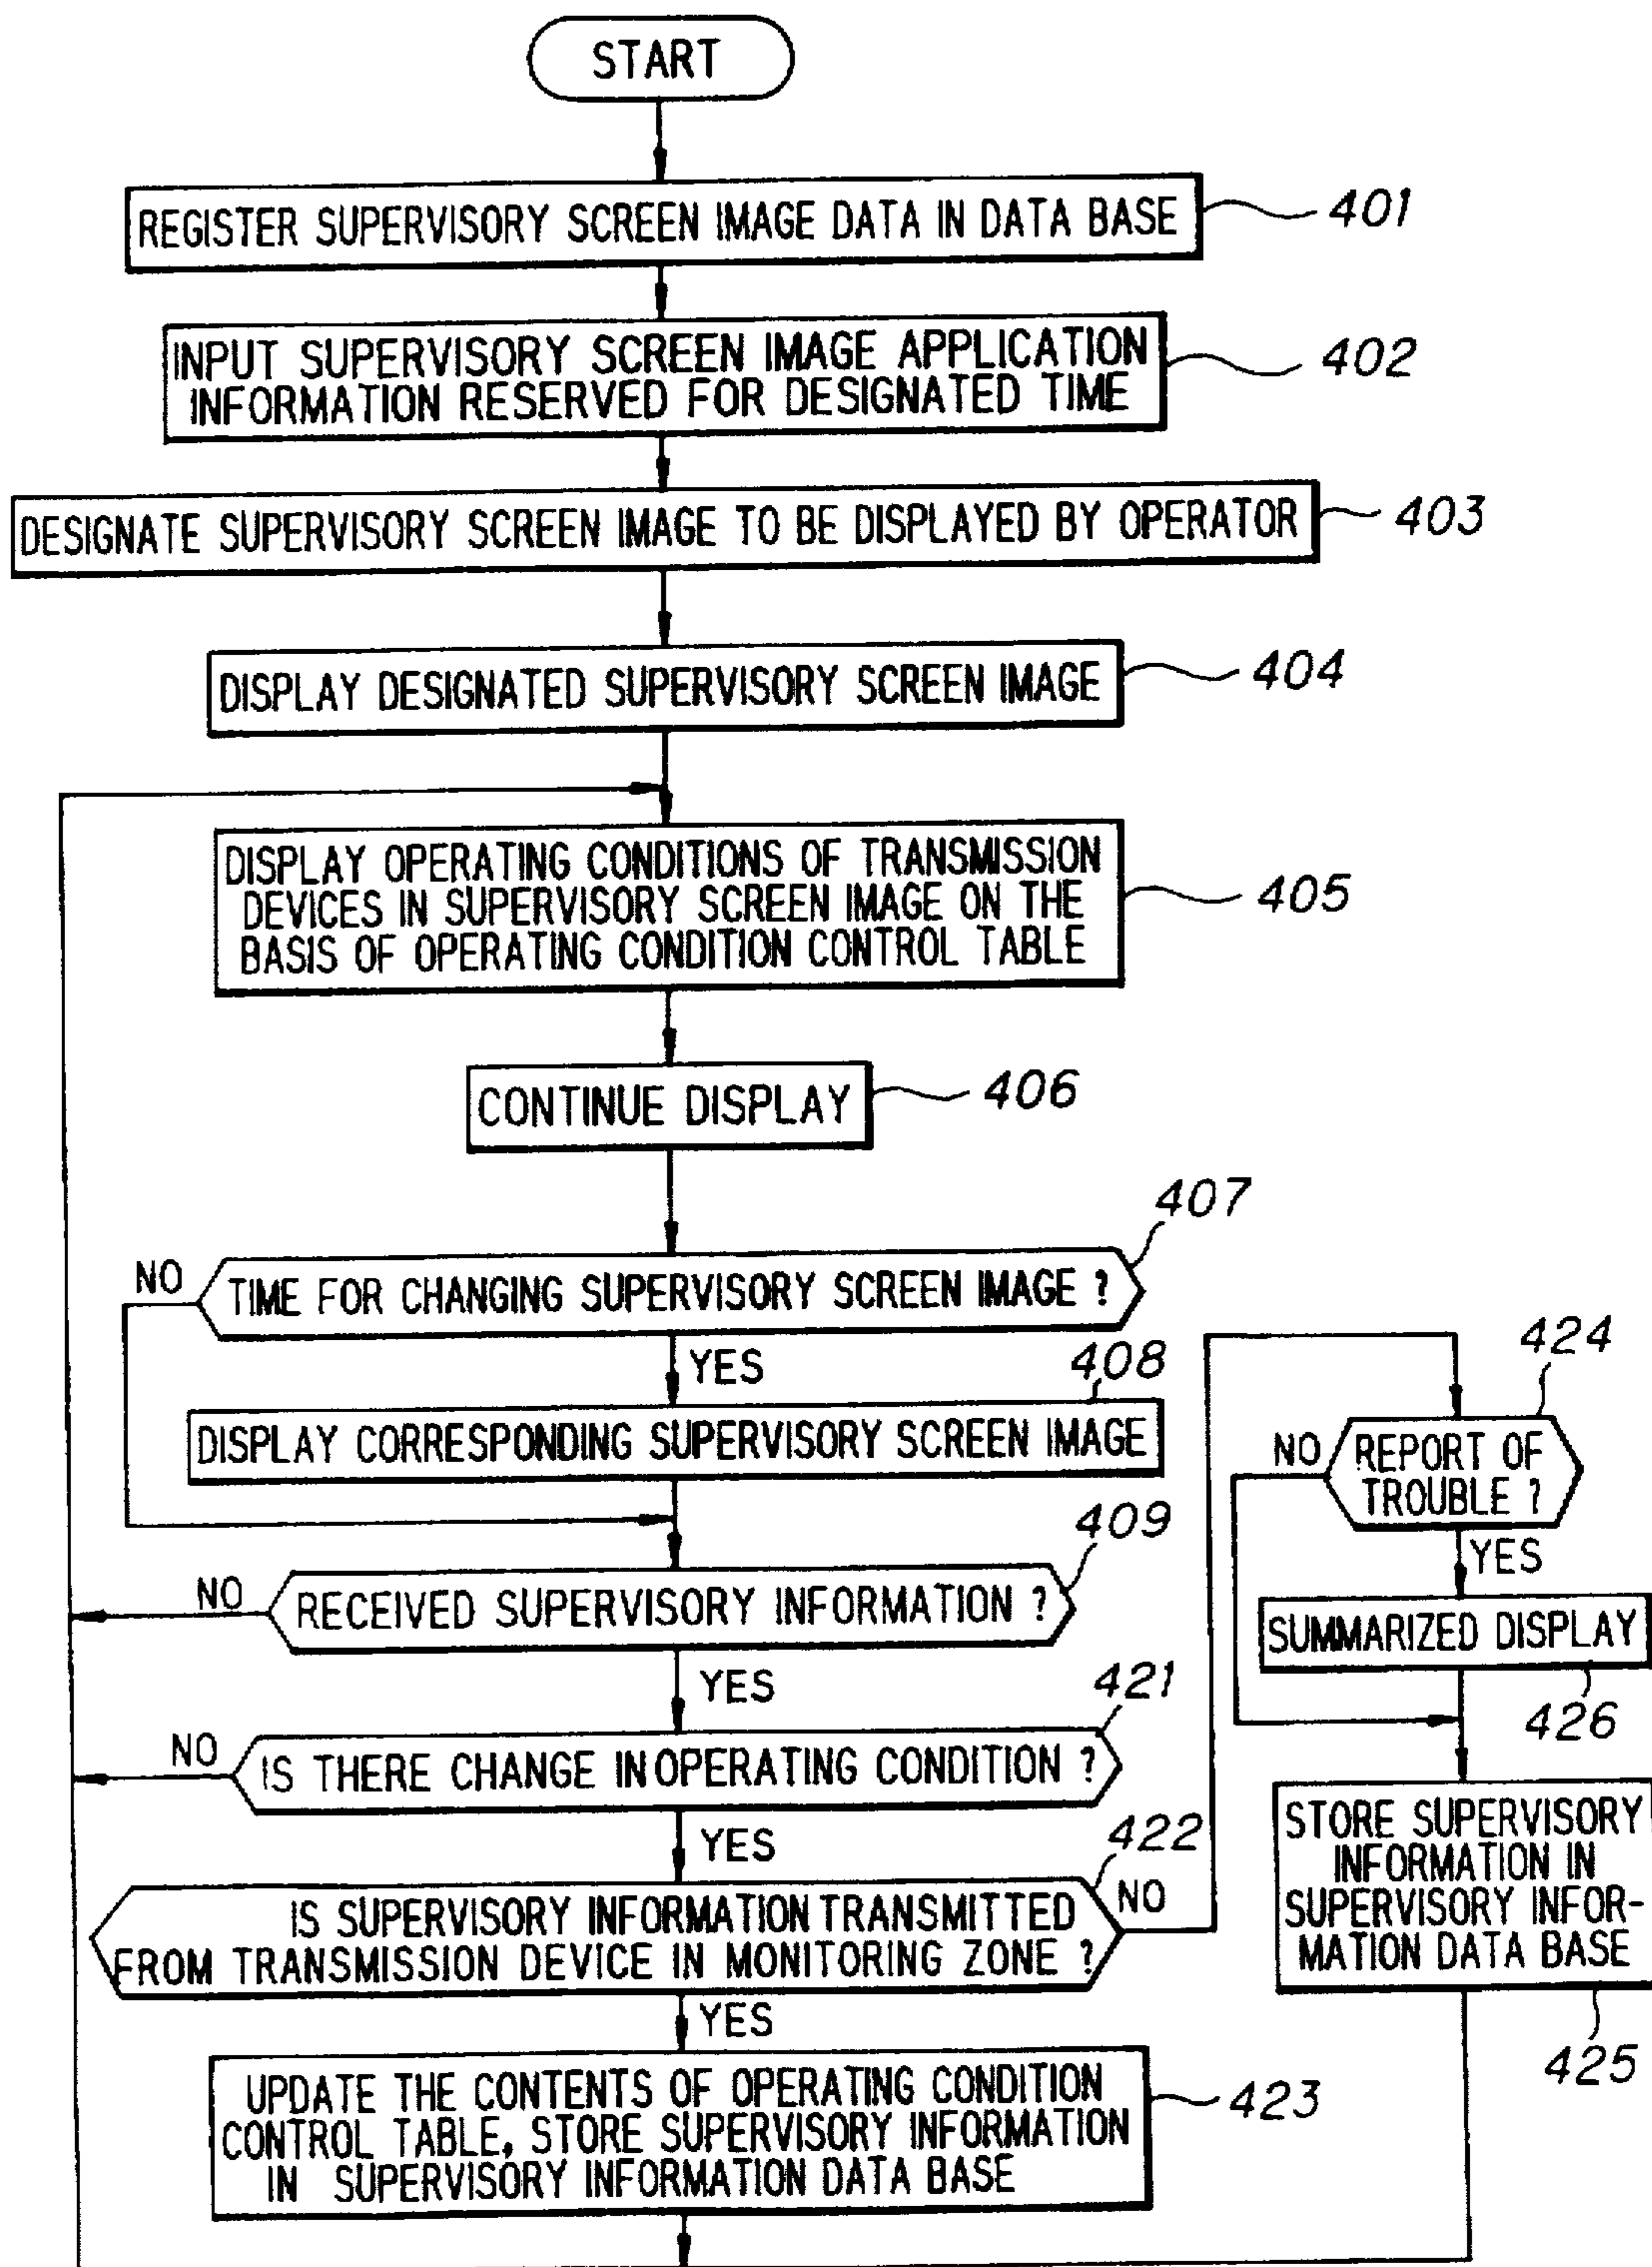 START
REGISTER SUPERVISORY SCREEN IMAGE DATA IN DATA BASE
401
INPUT SUPERVISORY SCREEN IMAGE APPLICATION
INFORMATION RESERVED FOR DESIGNATED TIME
402
DESIGNATE SUPERVISORY SCREEN IMAGE TO BE DISPLAYED BY OPERATOR
403
DISPLAY DESIGNATED SUPERVISORY SCREEN IMAGE
404
DISPLAY OPERATING CONDITIONS OF TRANSMISSION
DEVICES IN SUPERVISORY SCREEN IMAGE ON THE
BASIS OF OPERATING CONDITION CONTROL TABLE
405
CONTINUE DISPLAY
406
407
NO
TIME FOR CHANGING SUPERVISORY SCREEN IMAGE ?
YES
408
DISPLAY CORRESPONDING SUPERVISORY SCREEN IMAGE
409
NO
RECEIVED SUPERVISORY INFORMATION ?
YES
421
NO
IS THERE CHANGE IN OPERATING CONDITION ?
YES
422
IS SUPERVISORY INFORMATION TRANSMITTED
FROM TRANSMISSION DEVICE IN MONITORING ZONE ?
NO
YES
UPDATE THE CONTENTS OF OPERATING CONDITION
CONTROL TABLE, STORE SUPERVISORY INFORMATION
IN SUPERVISORY INFORMATION DATA BASE
423
424
NO
REPORT OF
TROUBLE ?
YES
SUMMARIZED DISPLAY
426
STORE SUPERVISORY
INFORMATION IN
SUPERVISORY INFOR-
MATION DATA BASE
425